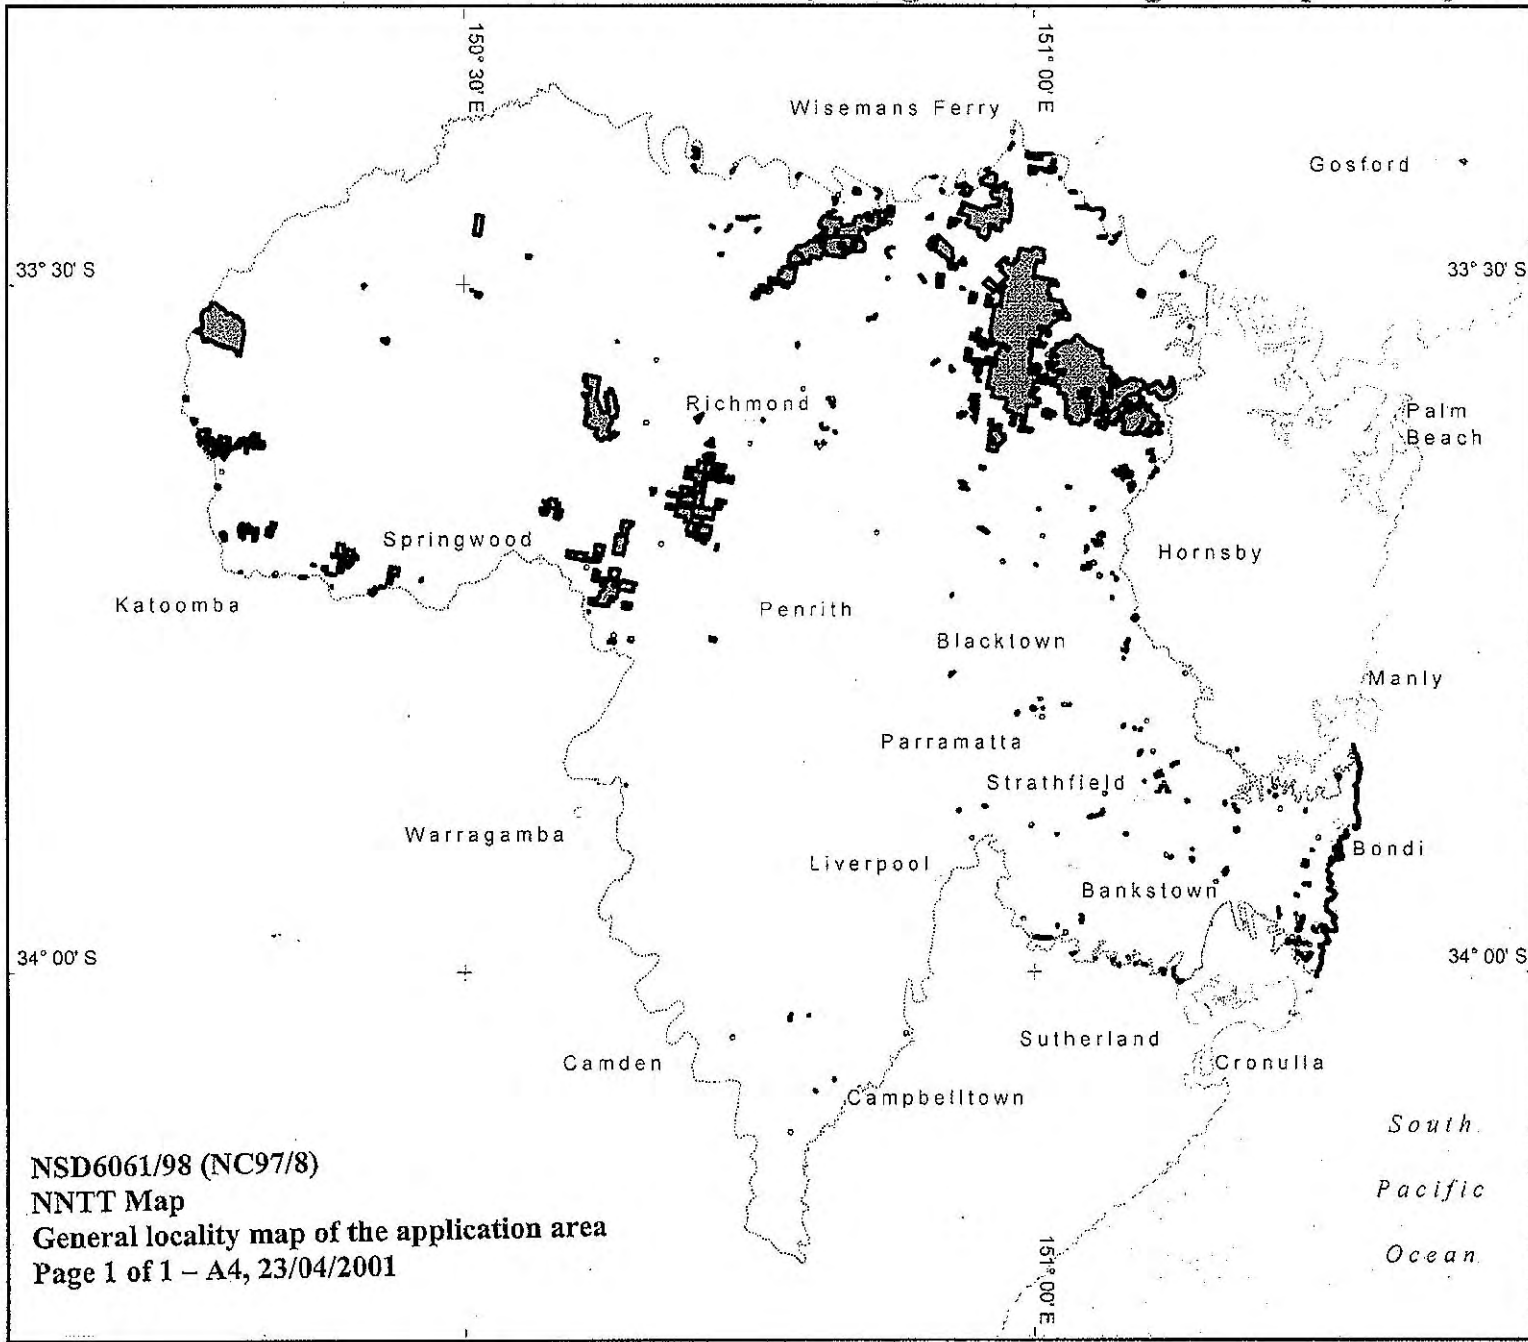 150° 30' E
151° 00' E
Wisemans Ferry
Gosford
33° 30' S
33° 30' S
Richmond
Palm
Beach
Springwood
Hornsby
Katoomba
Penrith
Blacktown
Manly
Parramatta
Strathfield
Warragamba
Liverpool
Bondi
Bankstown
34° 00' S
34° 00' S
Sutherland
Camden
Cronulla
Campbelltown
South
Pacific
Ocean
151° 00' E
NSD6061/98 (NC97/8)
NNTT Map
General locality map of the application area
Page 1 of 1 – A4, 23/04/2001